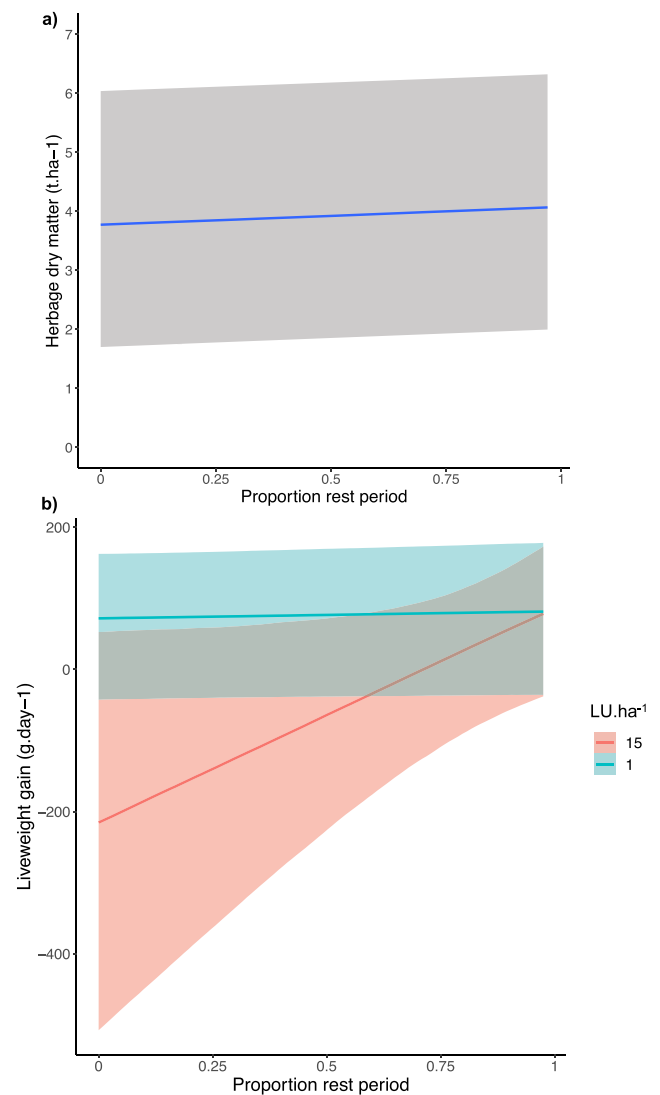 a)
7
6
5
4
3
2
1
0
Herbage dry matter (t.ha−1)
0 0.25 0.5 0.75 1
Proportion rest period
b)
200
0
−200
−400
Liveweight gain (g.day−1)
LU.ha-1
15
1
0 0.25 0.5 0.75 1
Proportion rest period